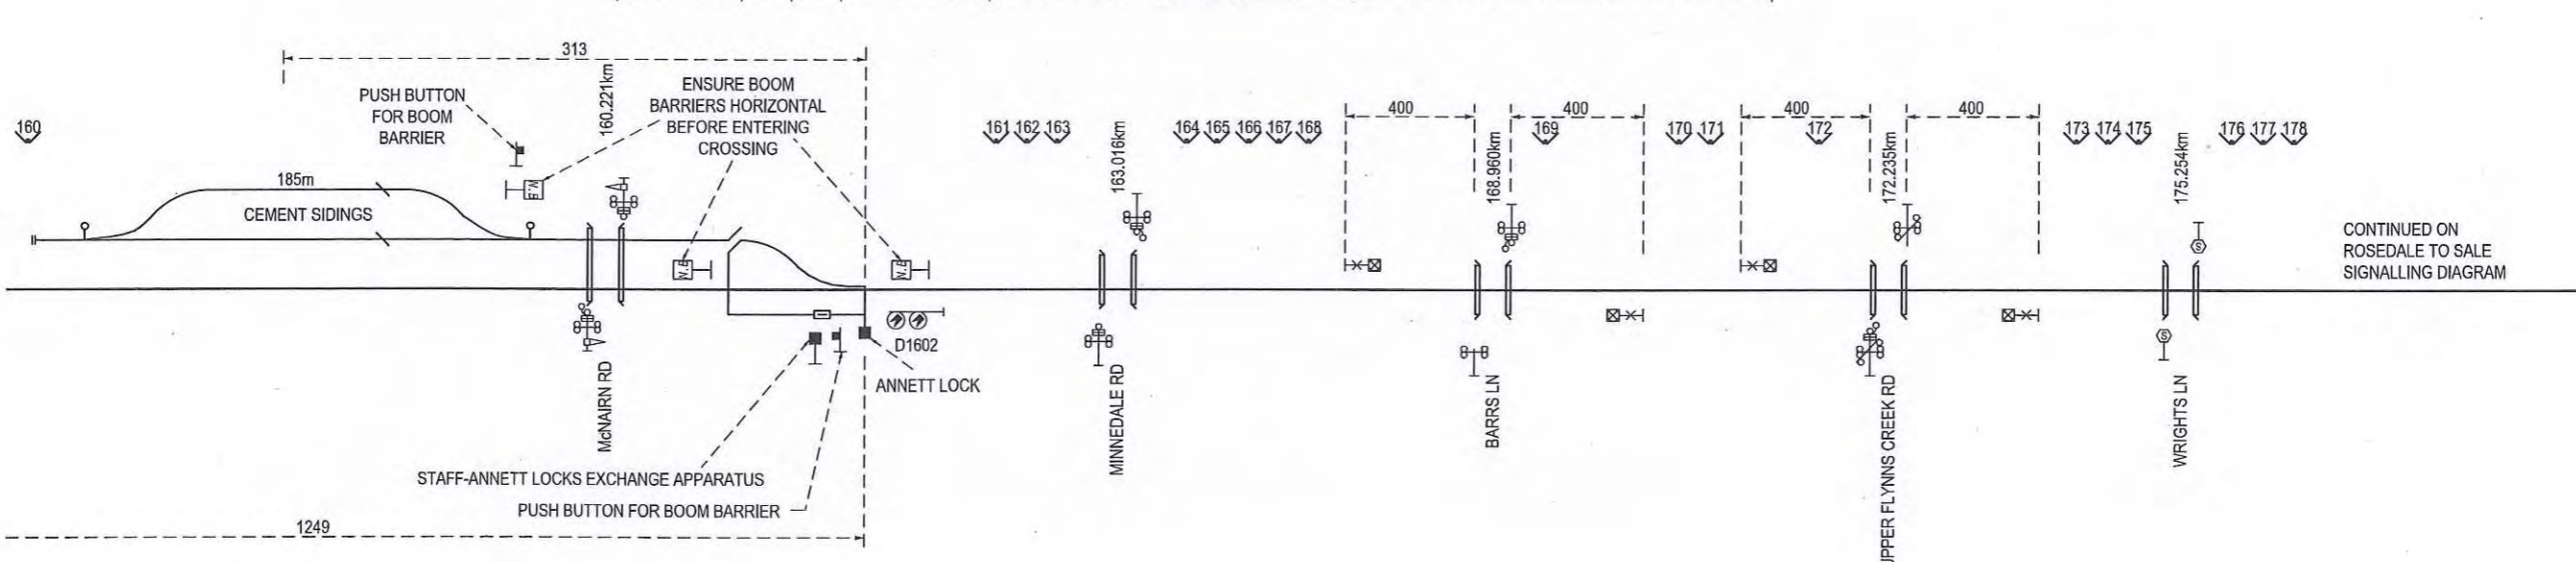 313
PUSH BUTTON
FOR BOOM
BARRIER
160.221km
ENSURE BOOM
BARRIERS HORIZONTAL
BEFORE ENTERING
CROSSING
160
161 162 163
163.016km
164 165 166 167 168
400
168.960km
400
169
170 171
400
172
172.235km
400
173 174 175
175.254km
176 177 178
185m
CEMENT SIDINGS
W.B
W.B
W.B
S
CONTINUED ON
ROSEDALE TO SALE
SIGNALLING DIAGRAM
D1602
ANNETT LOCK
S
McNAIRN RD
MINNEDALE RD
BARRS LN
UPPER FLYNNS CREEK RD
WRIGHTS LN
STAFF-ANNETT LOCKS EXCHANGE APPARATUS
PUSH BUTTON FOR BOOM BARRIER
1249